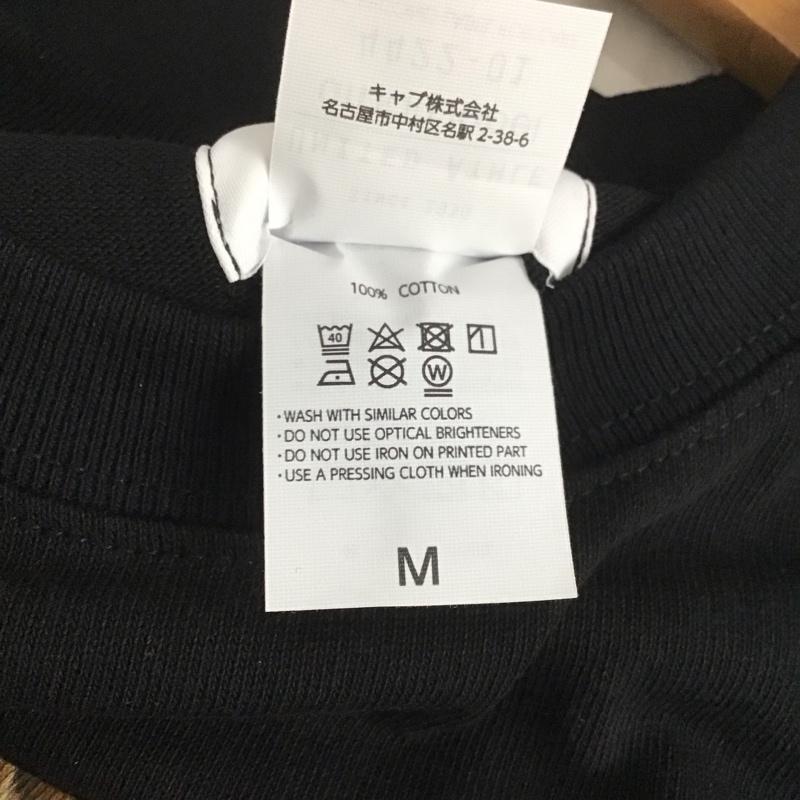 キャブ株式会社
名古屋市中村区名駅 2-38-6
100% COTTON
40
W
・WASH WITH SIMILAR COLORS
・DO NOT USE OPTICAL BRIGHTENERS
・DO NOT USE IRON ON PRINTED PART
・USE A PRESSING CLOTH WHEN IRONING
M